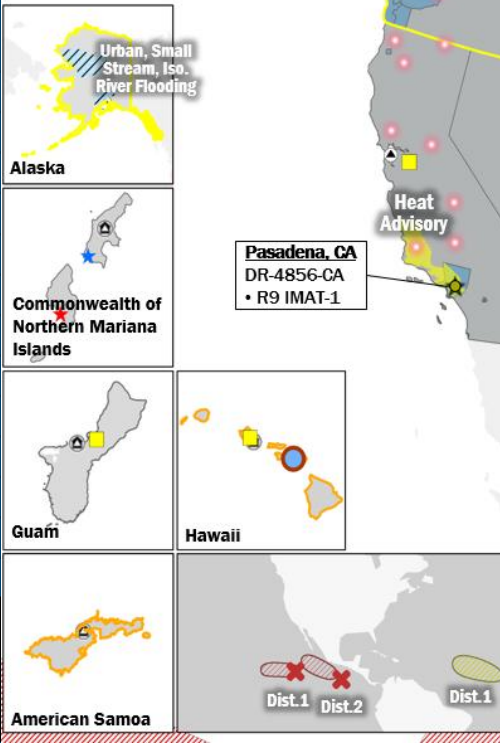 Urban, Small
Stream, Iso.
River Flooding
Alaska
Heat
Advisory
Pasadena, CA
DR-4856-CA
• R9 IMAT-1
Commonwealth of
Northern Mariana
Islands
Guam
Hawaii
American Samoa
Dist.1
Dist.2
Dist.1